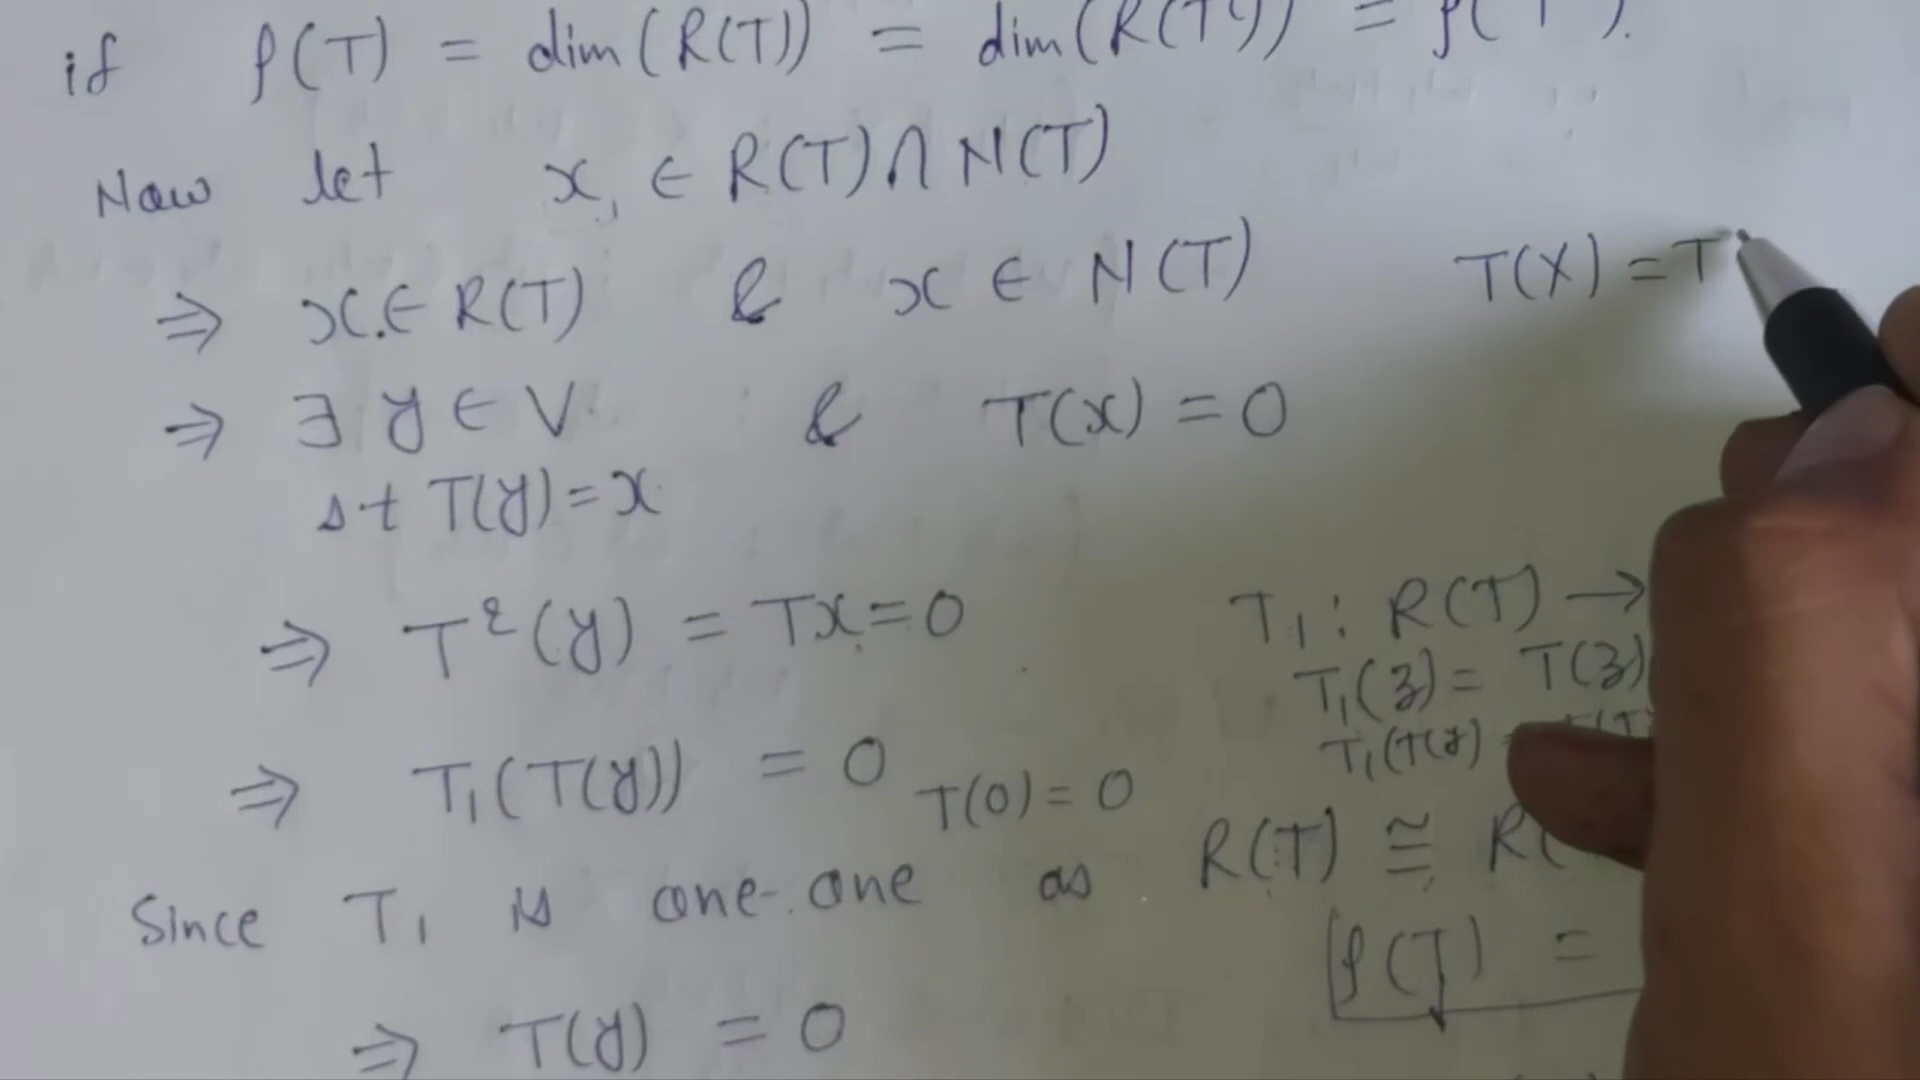 if ρ(T) = dim(R(T)) = dim(R(T²)) = ρ(T²).
Now let x, ∈ R(T) ∩ N(T)
⇒ x ∈ R(T) & x ∈ N(T)
T(X) = T
⇒ ∃ y ∈ V & T(x) = 0
s.t T(y) = x
⇒ T²(y) = Tx = 0
T₁ : R(T) →
T₁(z) = T(z)
T₁(T(y)) =
⇒ T₁(T(y)) = 0
T(0) = 0
Since T₁ is one-one as R(T) ≅ R(
ρ(T) =
⇒ T(y) = 0